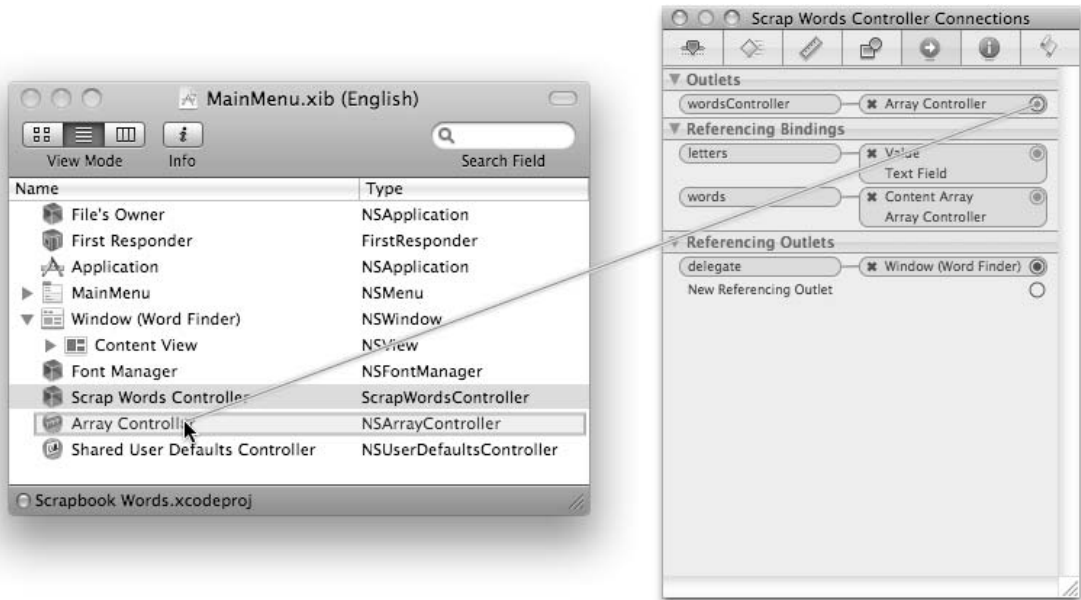 MainMenu.xib (English)
View Mode
Info
Search Field
Name Type
File's Owner NSApplication
First Responder FirstResponder
Application NSApplication
MainMenu NSMenu
Window (Word Finder) NSWindow
Content View NSView
Font Manager NSFontManager
Scrap Words Controller ScrapWordsController
Array Controller NSArrayController
Shared User Defaults Controller NSUserDefaultsController
Scrapbook Words.xcodeproj
Scrap Words Controller Connections
Outlets
wordsController Array Controller
Referencing Bindings
letters Value
Text Field
words Content Array
Array Controller
Referencing Outlets
delegate Window (Word Finder)
New Referencing Outlet